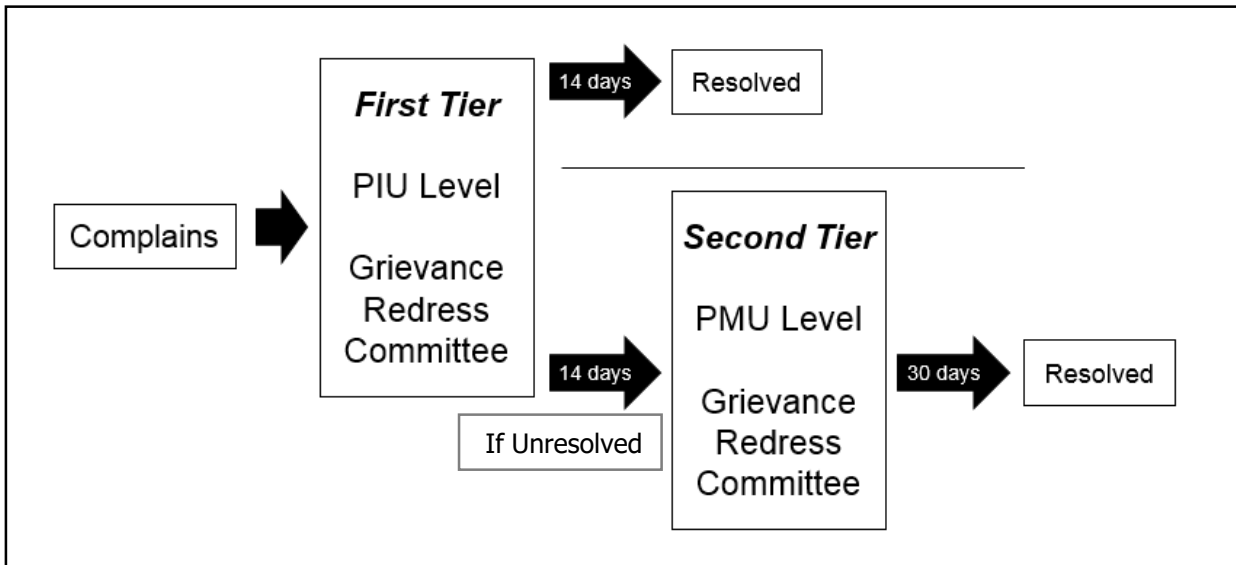 Complains
First Tier
PIU Level
Grievance
Redress
Committee
14 days
Resolved
14 days
If Unresolved
Second Tier
PMU Level
Grievance
Redress
Committee
30 days
Resolved